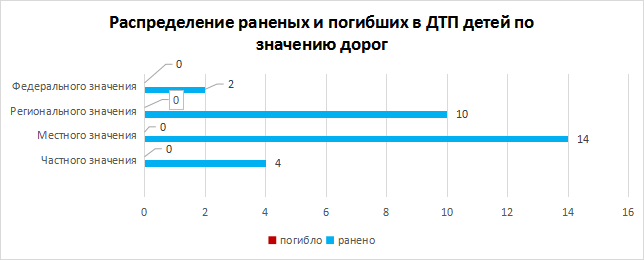 Распределение раненых и погибших в ДТП детей по
значению дорог
0
Федерального значения
2
0
Регионального значения
10
0
Местного значения
14
0
Частного значения
4
0 2 4 6 8 10 12 14 16
погибло ранено